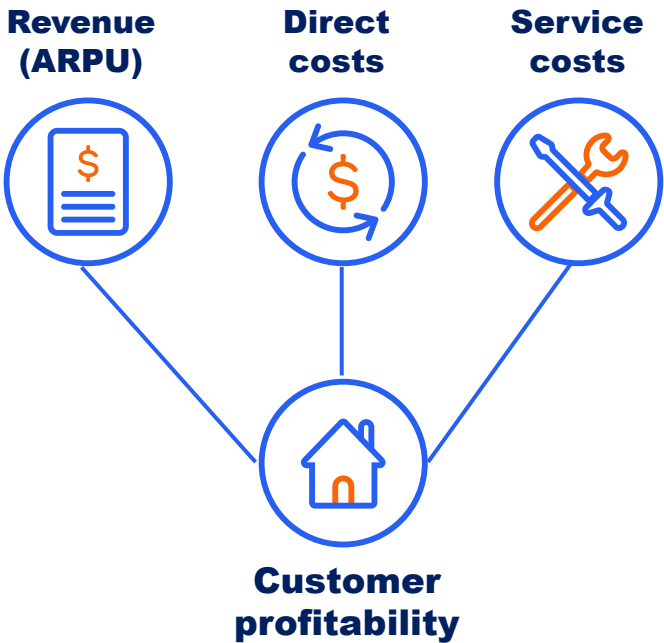 Revenue
(ARPU)
Direct
costs
Service
costs
$
$
Customer
profitability